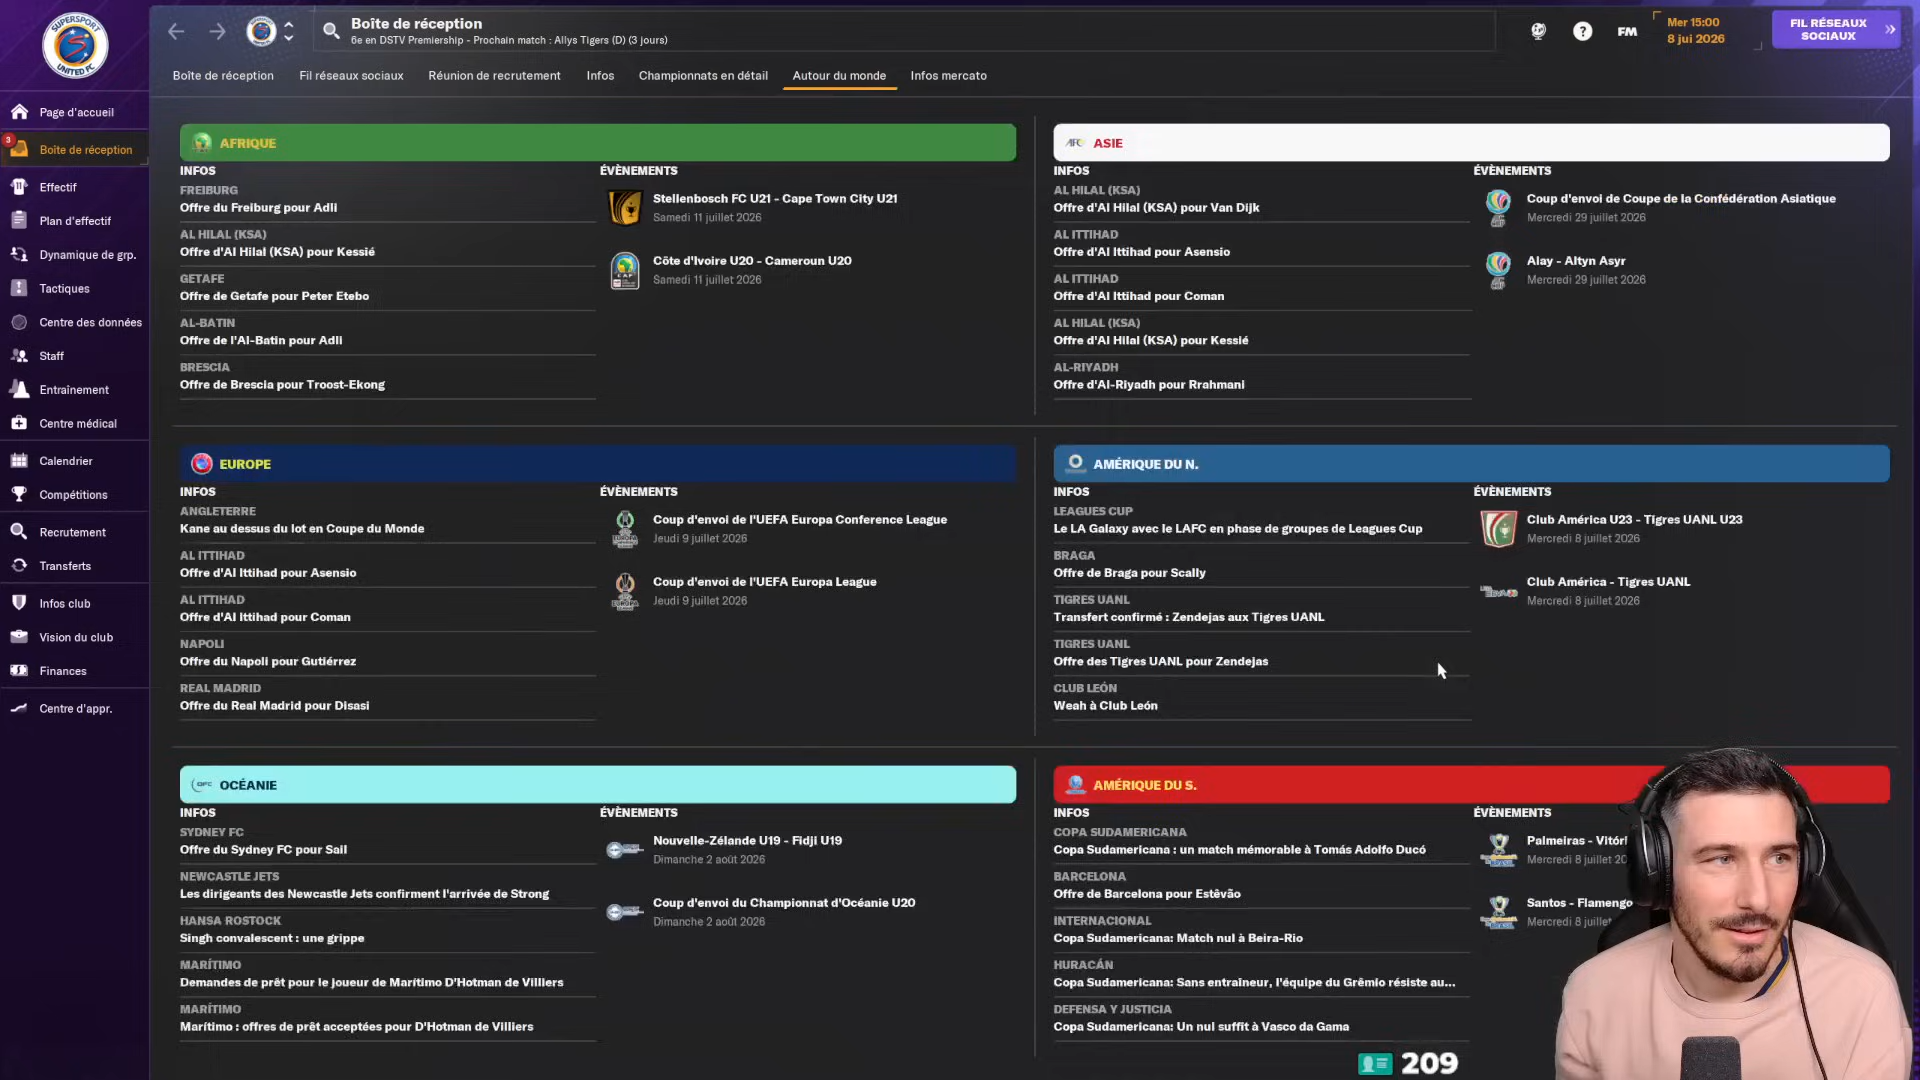 SUPERSPORT
UNITED FC
Boîte de réception
6e en DSTV Premiership - Prochain match : Allys Tigers (D) (3 jours)
FM
Mer 15:00
8 jui 2026
FIL RÉSEAUX
SOCIAUX
Boîte de réception
Fil réseaux sociaux
Réunion de recrutement
Infos
Championnats en détail
Autour du monde
Infos mercato
Page d'accueil
3
Boîte de réception
Effectif
Plan d'effectif
Dynamique de grp.
Tactiques
Centre des données
Staff
Entraînement
Centre médical
Calendrier
Compétitions
Recrutement
Transferts
Infos club
Vision du club
Finances
Centre d'appr.
AFRIQUE
INFOS
FREIBURG
Offre du Freiburg pour Adli
AL HILAL (KSA)
Offre d'Al Hilal (KSA) pour Kessié
GETAFE
Offre de Getafe pour Peter Etebo
AL-BATIN
Offre de l'Al-Batin pour Adli
BRESCIA
Offre de Brescia pour Troost-Ekong
ÉVÈNEMENTS
Stellenbosch FC U21 - Cape Town City U21
Samedi 11 juillet 2026
Côte d'Ivoire U20 - Cameroun U20
Samedi 11 juillet 2026
AFC ASIE
INFOS
AL HILAL (KSA)
Offre d'Al Hilal (KSA) pour Van Dijk
AL ITTIHAD
Offre d'Al Ittihad pour Asensio
AL ITTIHAD
Offre d'Al Ittihad pour Coman
AL HILAL (KSA)
Offre d'Al Hilal (KSA) pour Kessié
AL-RIYADH
Offre d'Al-Riyadh pour Rrahmani
ÉVÈNEMENTS
Coup d'envoi de Coupe de la Confédération Asiatique
Mercredi 29 juillet 2026
Alay - Altyn Asyr
Mercredi 29 juillet 2026
EUROPE
INFOS
ANGLETERRE
Kane au dessus du lot en Coupe du Monde
AL ITTIHAD
Offre d'Al Ittihad pour Asensio
AL ITTIHAD
Offre d'Al Ittihad pour Coman
NAPOLI
Offre du Napoli pour Gutiérrez
REAL MADRID
Offre du Real Madrid pour Disasi
ÉVÈNEMENTS
Coup d'envoi de l'UEFA Europa Conference League
Jeudi 9 juillet 2026
Coup d'envoi de l'UEFA Europa League
Jeudi 9 juillet 2026
AMÉRIQUE DU N.
INFOS
LEAGUES CUP
Le LA Galaxy avec le LAFC en phase de groupes de Leagues Cup
BRAGA
Offre de Braga pour Scally
TIGRES UANL
Transfert confirmé : Zendejas aux Tigres UANL
TIGRES UANL
Offre des Tigres UANL pour Zendejas
CLUB LEÓN
Weah à Club León
ÉVÈNEMENTS
Club América U23 - Tigres UANL U23
Mercredi 8 juillet 2026
Club América - Tigres UANL
Mercredi 8 juillet 2026
OFC OCÉANIE
INFOS
SYDNEY FC
Offre du Sydney FC pour Sail
NEWCASTLE JETS
Les dirigeants des Newcastle Jets confirment l'arrivée de Strong
HANSA ROSTOCK
Singh convalescent : une grippe
MARÍTIMO
Demandes de prêt pour le joueur de Marítimo D'Hotman de Villiers
MARÍTIMO
Marítimo : offres de prêt acceptées pour D'Hotman de Villiers
ÉVÈNEMENTS
Nouvelle-Zélande U19 - Fidji U19
Dimanche 2 août 2026
Coup d'envoi du Championnat d'Océanie U20
Dimanche 2 août 2026
AMÉRIQUE DU S.
INFOS
COPA SUDAMERICANA
Copa Sudamericana : un match mémorable à Tomás Adolfo Ducó
BARCELONA
Offre de Barcelona pour Estêvão
INTERNACIONAL
Copa Sudamericana: Match nul à Beira-Rio
HURACÁN
Copa Sudamericana: Sans entraîneur, l'équipe du Grêmio résiste au...
DEFENSA Y JUSTICIA
Copa Sudamericana: Un nul suffit à Vasco da Gama
ÉVÈNEMENTS
Palmeiras - Vitóri
Mercredi 8 juillet 20
Santos - Flamengo
Mercredi 8 juillet
209